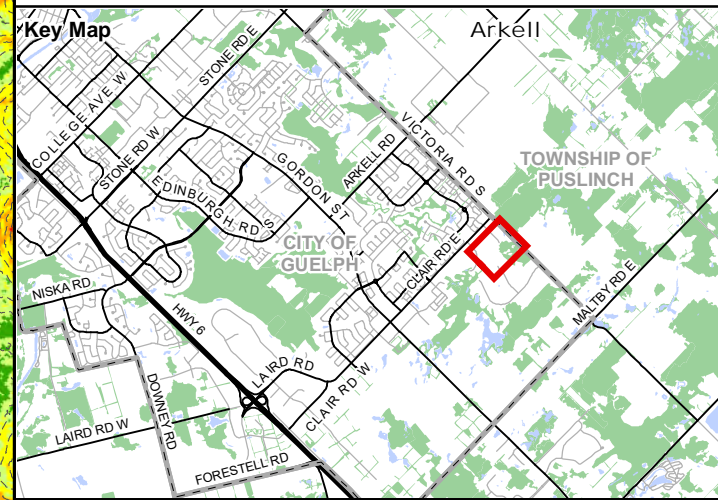 Key Map
Arkell
STONE RD E
COLLEGE AVE W
VICTORIA RD S
STONE RD W
ARKELL RD
GORDON ST
TOWNSHIP OF
PUSLINCH
EDINBURGH RD S
CITY OF
GUELPH
CLAIR RD E
NISKA RD
MALTBY RD E
HWY 6
LAIRD RD
CLAIR RD W
DOWNEY RD
LAIRD RD W
FORESTELL RD